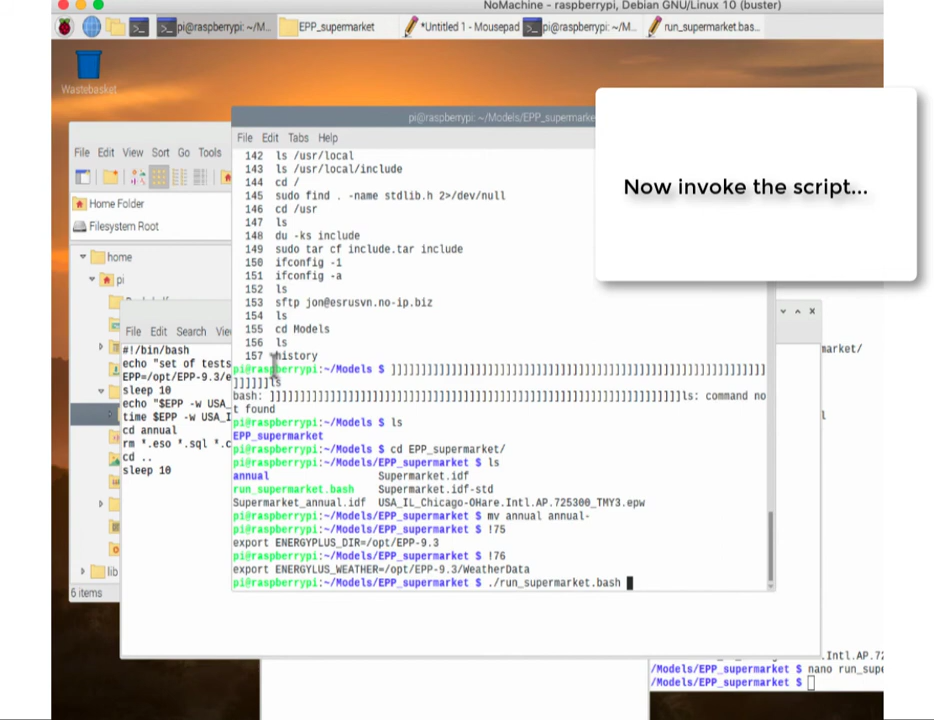 NoMachine - raspberrypi, Debian GNU/Linux 10 (buster)
pi@raspberrypi: ~/M...
EPP_supermarket
*Untitled 1 - Mousepad
pi@raspberrypi: ~/M...
run_supermarket.bas...
Wastebasket
Now invoke the script...
pi@raspberrypi: ~/Models/EPP_supermarke
File Edit View Sort Go Tools
Home Folder
Filesystem Root
home
pi
lib
6 items
File Edit Tabs Help
142 ls /usr/local
143 ls /usr/local/include
144 cd /
145 sudo find . -name stdlib.h 2>/dev/null
146 cd /usr
147 ls
148 du -ks include
149 sudo tar cf include.tar include
150 ifconfig -1
151 ifconfig -a
152 ls
153 sftp jon@esrusvn.no-ip.biz
154 ls
155 cd Models
156 ls
157 history
pi@raspberrypi:~/Models $ ]]]]]]]]]]]]]]]]]]]]]]]]]]]]]]]]]]]]]]]]]]]]]]]]]]]]]]]]]]]]]]]
]]]]]]ls
bash: ]]]]]]]]]]]]]]]]]]]]]]]]]]]]]]]]]]]]]]]]]]]]]]]]]]]]]]]]]]]]]]]]]]]]]ls: command no
t found
pi@raspberrypi:~/Models $ ls
EPP_supermarket
pi@raspberrypi:~/Models $ cd EPP_supermarket/
pi@raspberrypi:~/Models/EPP_supermarket $ ls
annual Supermarket.idf
run_supermarket.bash Supermarket.idf-std
Supermarket_annual.idf USA_IL_Chicago-OHare.Intl.AP.725300_TMY3.epw
pi@raspberrypi:~/Models/EPP_supermarket $ mv annual annual-
pi@raspberrypi:~/Models/EPP_supermarket $ !75
export ENERGYPLUS_DIR=/opt/EPP-9.3
pi@raspberrypi:~/Models/EPP_supermarket $ !76
export ENERGYLUS_WEATHER=/opt/EPP-9.3/WeatherData
pi@raspberrypi:~/Models/EPP_supermarket $ ./run_supermarket.bash
File Edit Search Vie
#!/bin/bash
echo "set of tests
EPP=/opt/EPP-9.3/e
sleep 10
echo "$EPP -w USA_
time $EPP -w USA_I
cd annual
rm *.eso *.sql *.c
cd ..
sleep 10
market/
.Intl.AP.72
/Models/EPP_supermarket $ nano run_supe
/Models/EPP_supermarket $